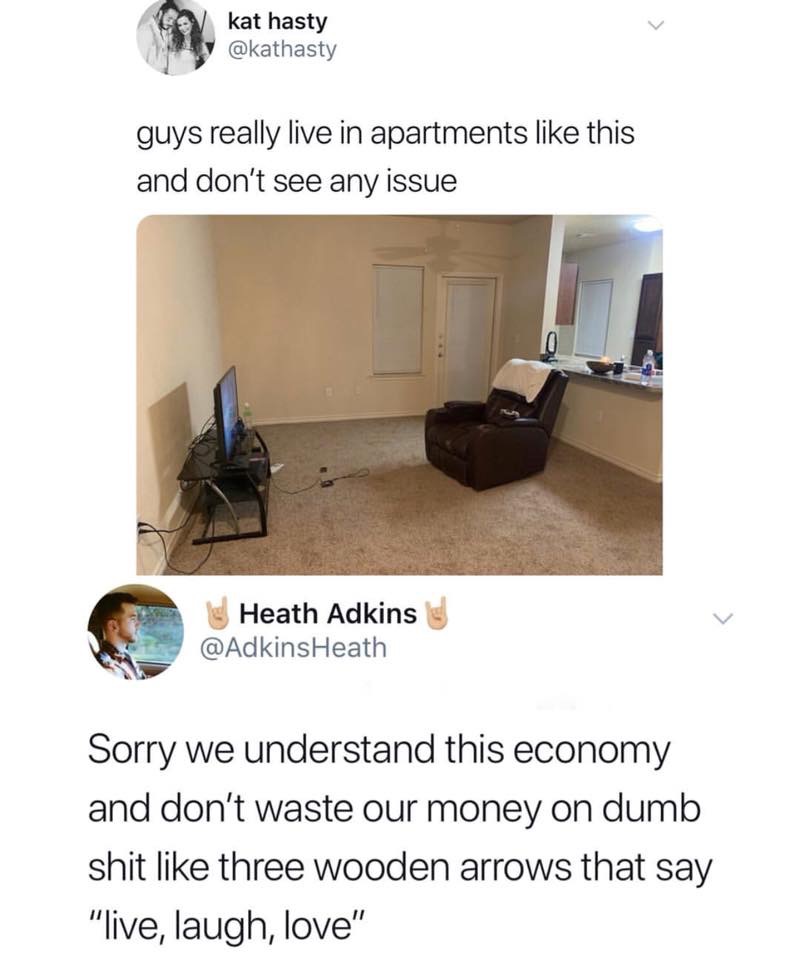 kat hasty
@kathasty
guys really live in apartments like this
and don't see any issue
🤘🏼 Heath Adkins 🤘🏼
@AdkinsHeath
Sorry we understand this economy
and don't waste our money on dumb
shit like three wooden arrows that say
"live, laugh, love"